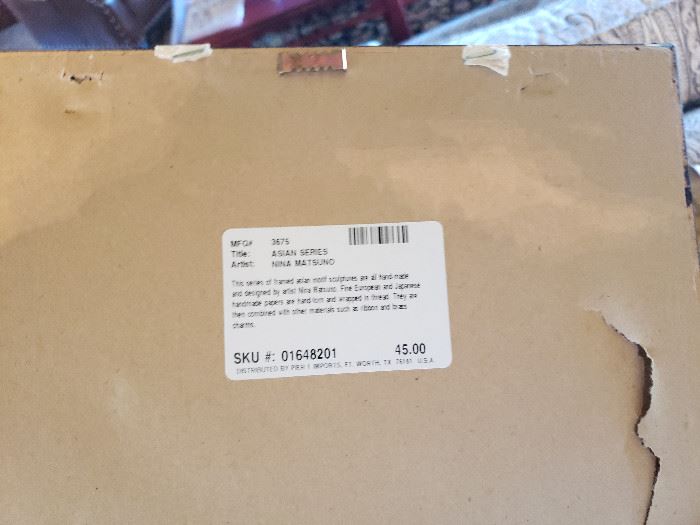 MFG# 3675
Title: ASIAN SERIES
Artist: NINA MATSUNO
This series of framed asian motif sculptures are all hand-made
and designed by artist Nina Matsuno. Fine European and Japanese
handmade papers are hand-torn and wrapped in thread. They are
then combined with other materials such as ribbon and brass
charms.
SKU #: 01648201 45.00
DISTRIBUTED BY PIER 1 IMPORTS, FT. WORTH, TX 76161 U.S.A.